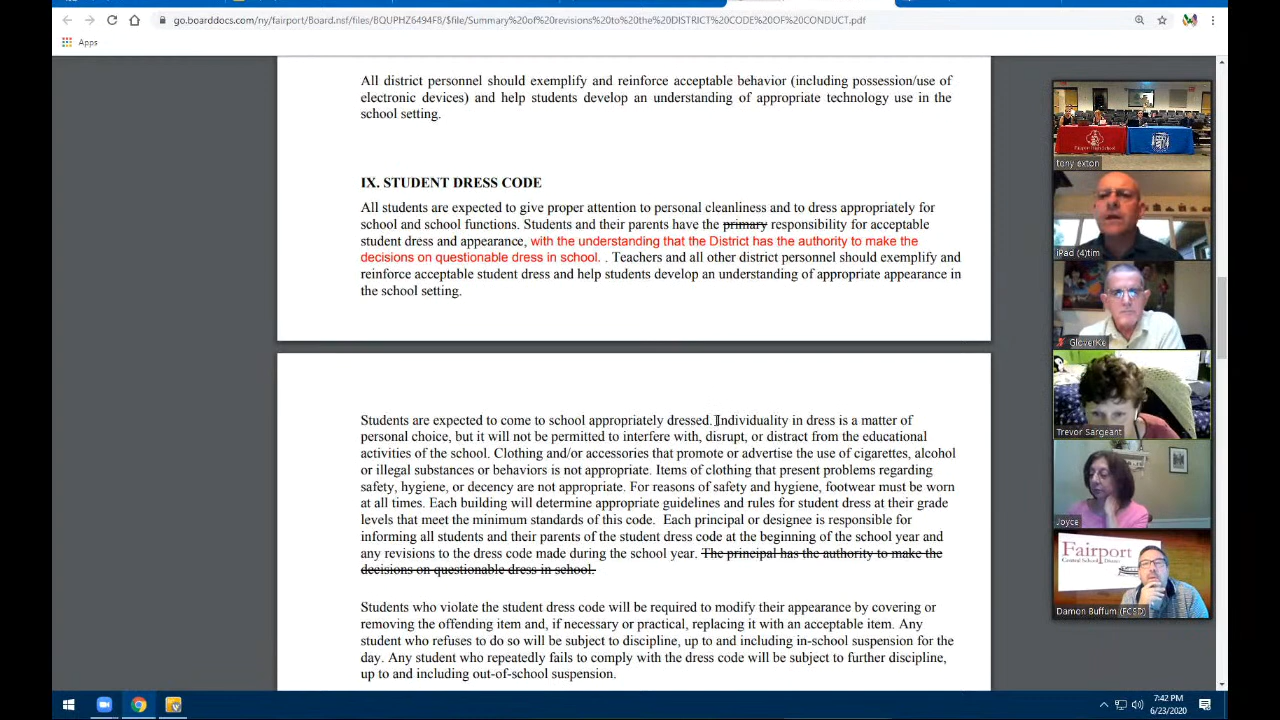 go.boarddocs.com/ny/fairport/Board.nsf/files/BQUPHZ6494F8/$file/Summary%20of%20revisions%20to%20the%20DISTRICT%20CODE%20OF%20CONDUCT.pdf
Apps
All district personnel should exemplify and reinforce acceptable behavior (including possession/use of
electronic devices) and help students develop an understanding of appropriate technology use in the
school setting.
IX. STUDENT DRESS CODE
All students are expected to give proper attention to personal cleanliness and to dress appropriately for
school and school functions. Students and their parents have the primary responsibility for acceptable
student dress and appearance, with the understanding that the District has the authority to make the
decisions on questionable dress in school. . Teachers and all other district personnel should exemplify and
reinforce acceptable student dress and help students develop an understanding of appropriate appearance in
the school setting.
Students are expected to come to school appropriately dressed. Individuality in dress is a matter of
personal choice, but it will not be permitted to interfere with, disrupt, or distract from the educational
activities of the school. Clothing and/or accessories that promote or advertise the use of cigarettes, alcohol
or illegal substances or behaviors is not appropriate. Items of clothing that present problems regarding
safety, hygiene, or decency are not appropriate. For reasons of safety and hygiene, footwear must be worn
at all times. Each building will determine appropriate guidelines and rules for student dress at their grade
levels that meet the minimum standards of this code. Each principal or designee is responsible for
informing all students and their parents of the student dress code at the beginning of the school year and
any revisions to the dress code made during the school year. The principal has the authority to make the
decisions on questionable dress in school.
Students who violate the student dress code will be required to modify their appearance by covering or
removing the offending item and, if necessary or practical, replacing it with an acceptable item. Any
student who refuses to do so will be subject to discipline, up to and including in-school suspension for the
day. Any student who repeatedly fails to comply with the dress code will be subject to further discipline,
up to and including out-of-school suspension.
Fairport High School
tony exton
iPad (4)tim
GloverKe
Trevor Sargeant
Joyce
Fairport
Central School District
Damon Buffum (FCSD)
7:42 PM
6/23/2020